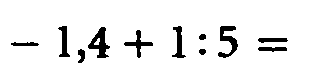 – 1,4 + 1 : 5 =